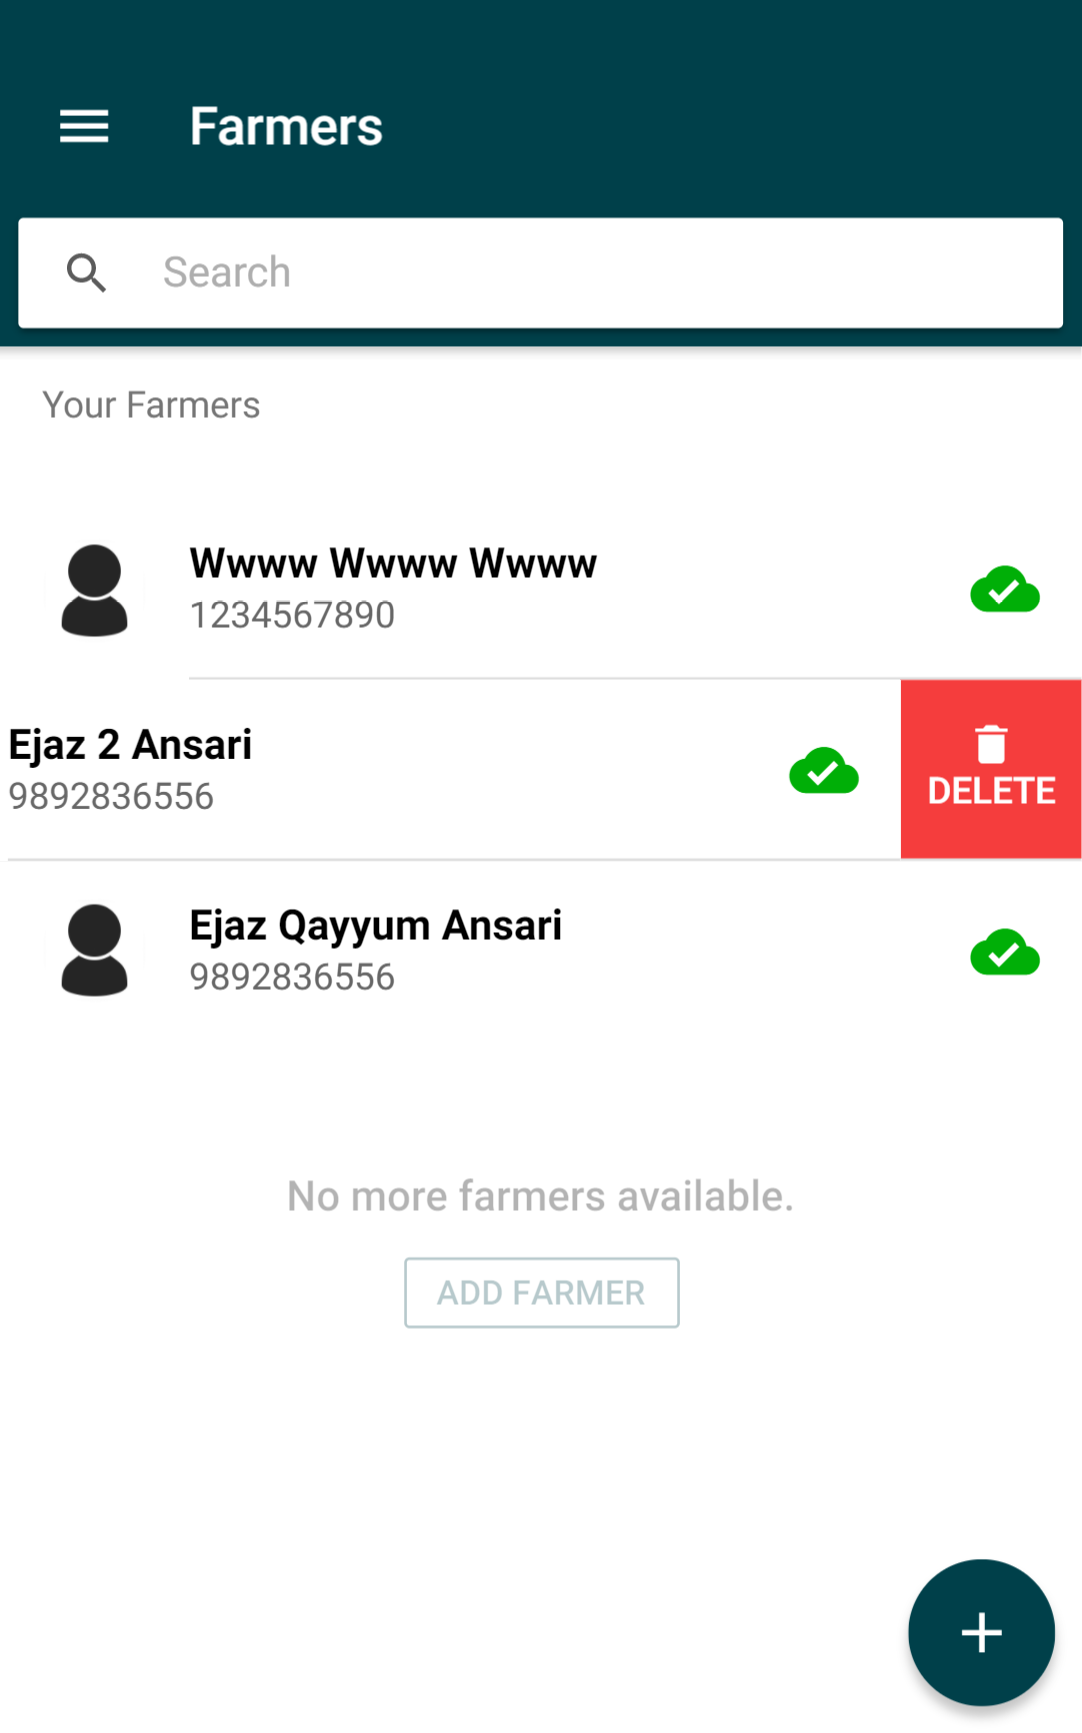 Farmers
Search
Your Farmers
Wwww Wwww Wwww
1234567890
Ejaz 2 Ansari
9892836556
DELETE
Ejaz Qayyum Ansari
9892836556
No more farmers available.
ADD FARMER